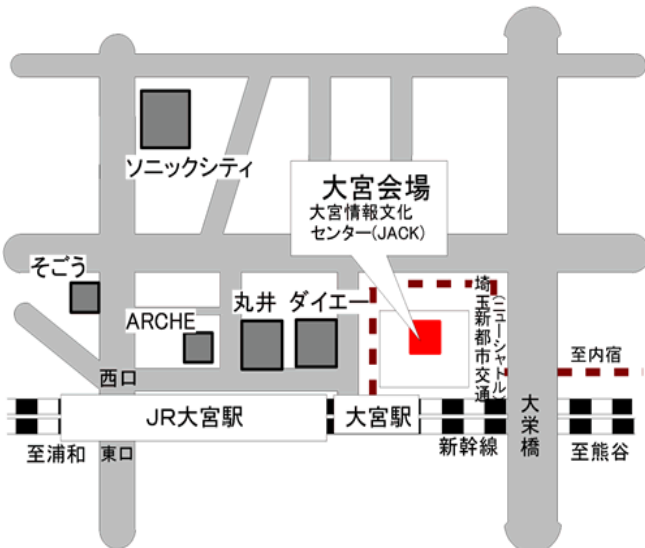 ソニックシティ
大宮会場
大宮情報文化
センター(JACK)
そごう
ARCHE
丸井
ダイエー
埼玉新都市交通
(ニューシャトル)
至内宿
西口
JR大宮駅
大宮駅
大栄橋
新幹線
至浦和
東口
至熊谷